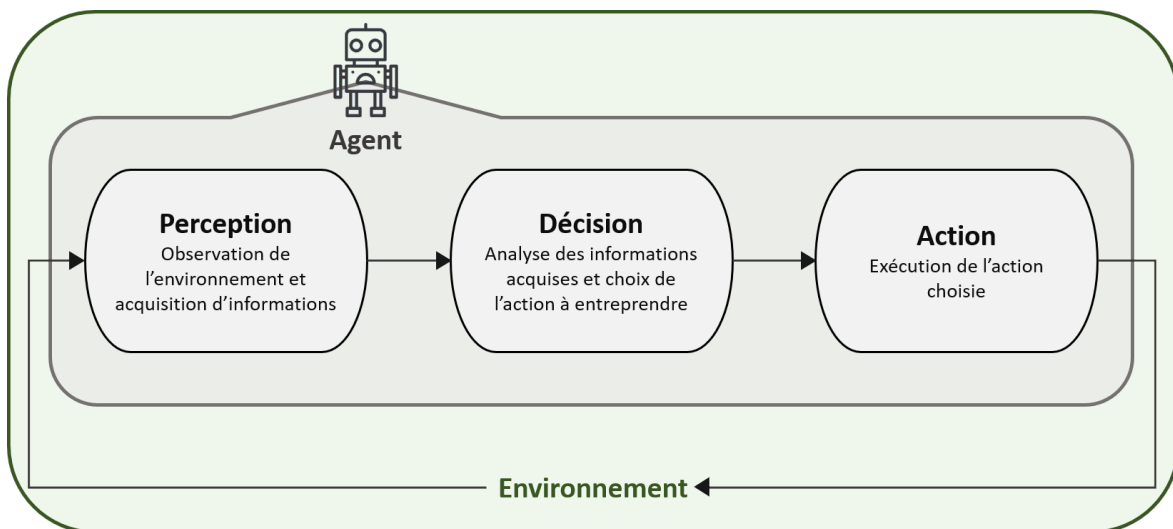 Agent
Perception
Observation de
l’environnement et
acquisition d’informations
Décision
Analyse des informations
acquises et choix de
l’action à entreprendre
Action
Exécution de l’action
choisie
Environnement